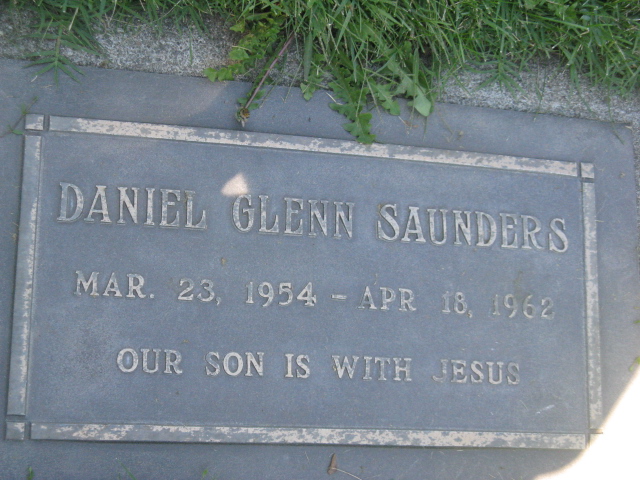 DANIEL GLENN SAUNDERS
MAR. 23, 1954 – APR 18, 1962
OUR SON IS WITH JESUS